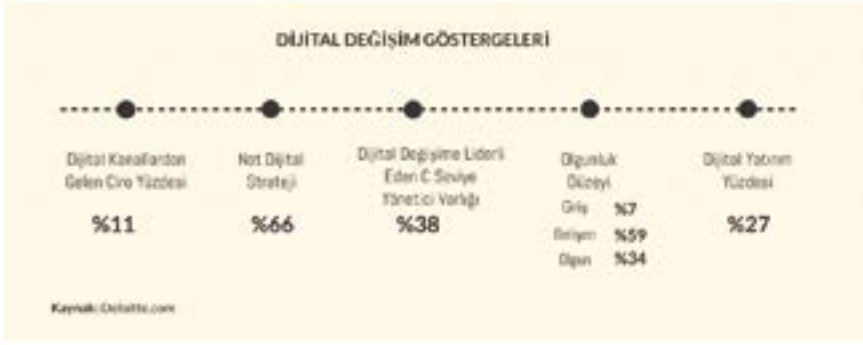 DİJİTAL DEĞİŞİM GÖSTERGELERİ
Dijital Kanallardan
Gelen Ciro Yüzdesi
%11
Net Dijital
Strateji
%66
Dijital Değişime Liderli
Eden C Seviye
Yönetici Varlığı
%38
Olgunluk
Düzeyi
Giriş %7
Gelişen %59
Olgun %34
Dijital Yatırım
Yüzdesi
%27
Kaynak: Deloitte.com